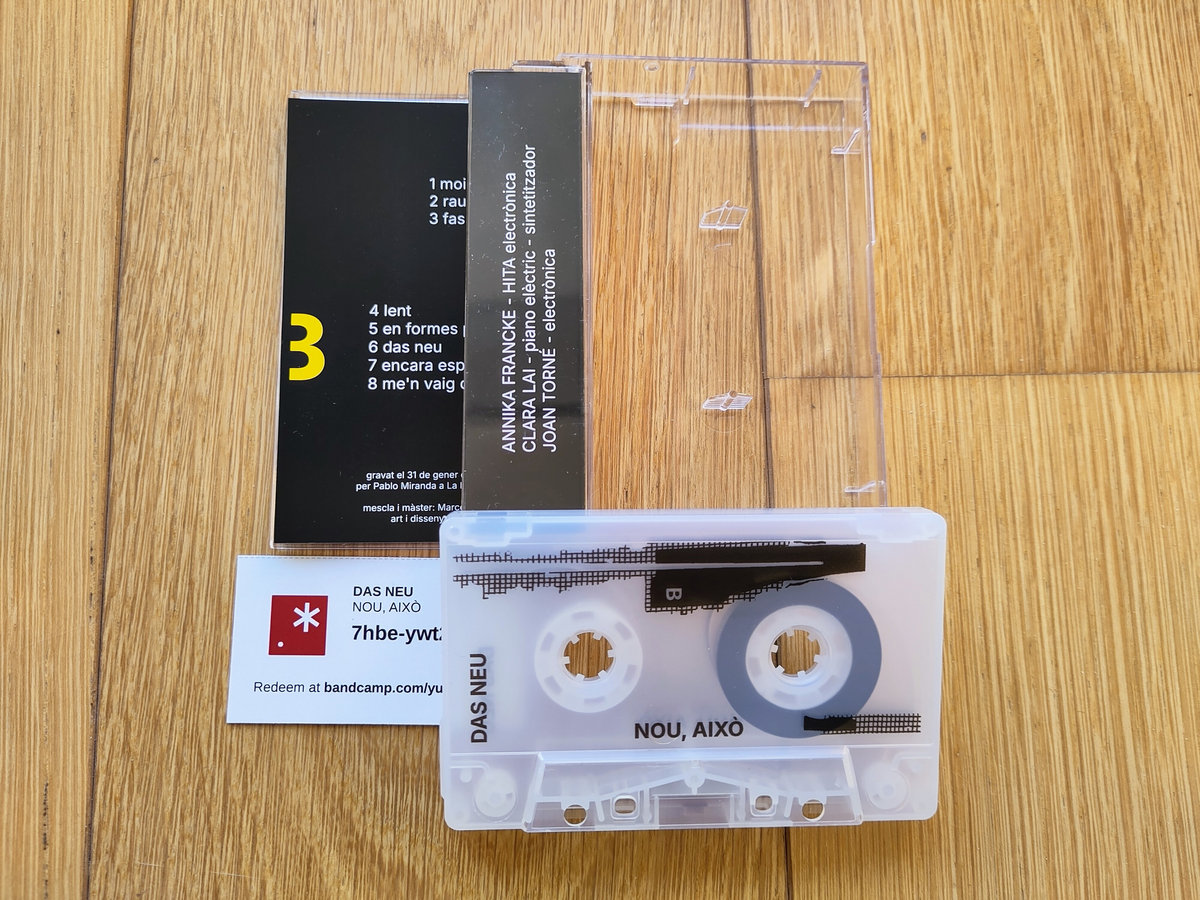 1 moi
2 rau
3 fas
4 lent
5 en formes
6 das neu
7 encara esp
8 me'n vaig
3
gravat el 31 de gener
per Pablo Miranda a La
mescla i màster: Marc
art i disseny
ANNIKA FRANCKE - HITA electrònica
CLARA LAI - piano elèctric - sintetitzador
JOAN TORNÉ - electrònica
DAS NEU
NOU, AIXÒ
7hbe-ywt
Redeem at bandcamp.com/yu
B
DAS NEU
NOU, AIXÒ